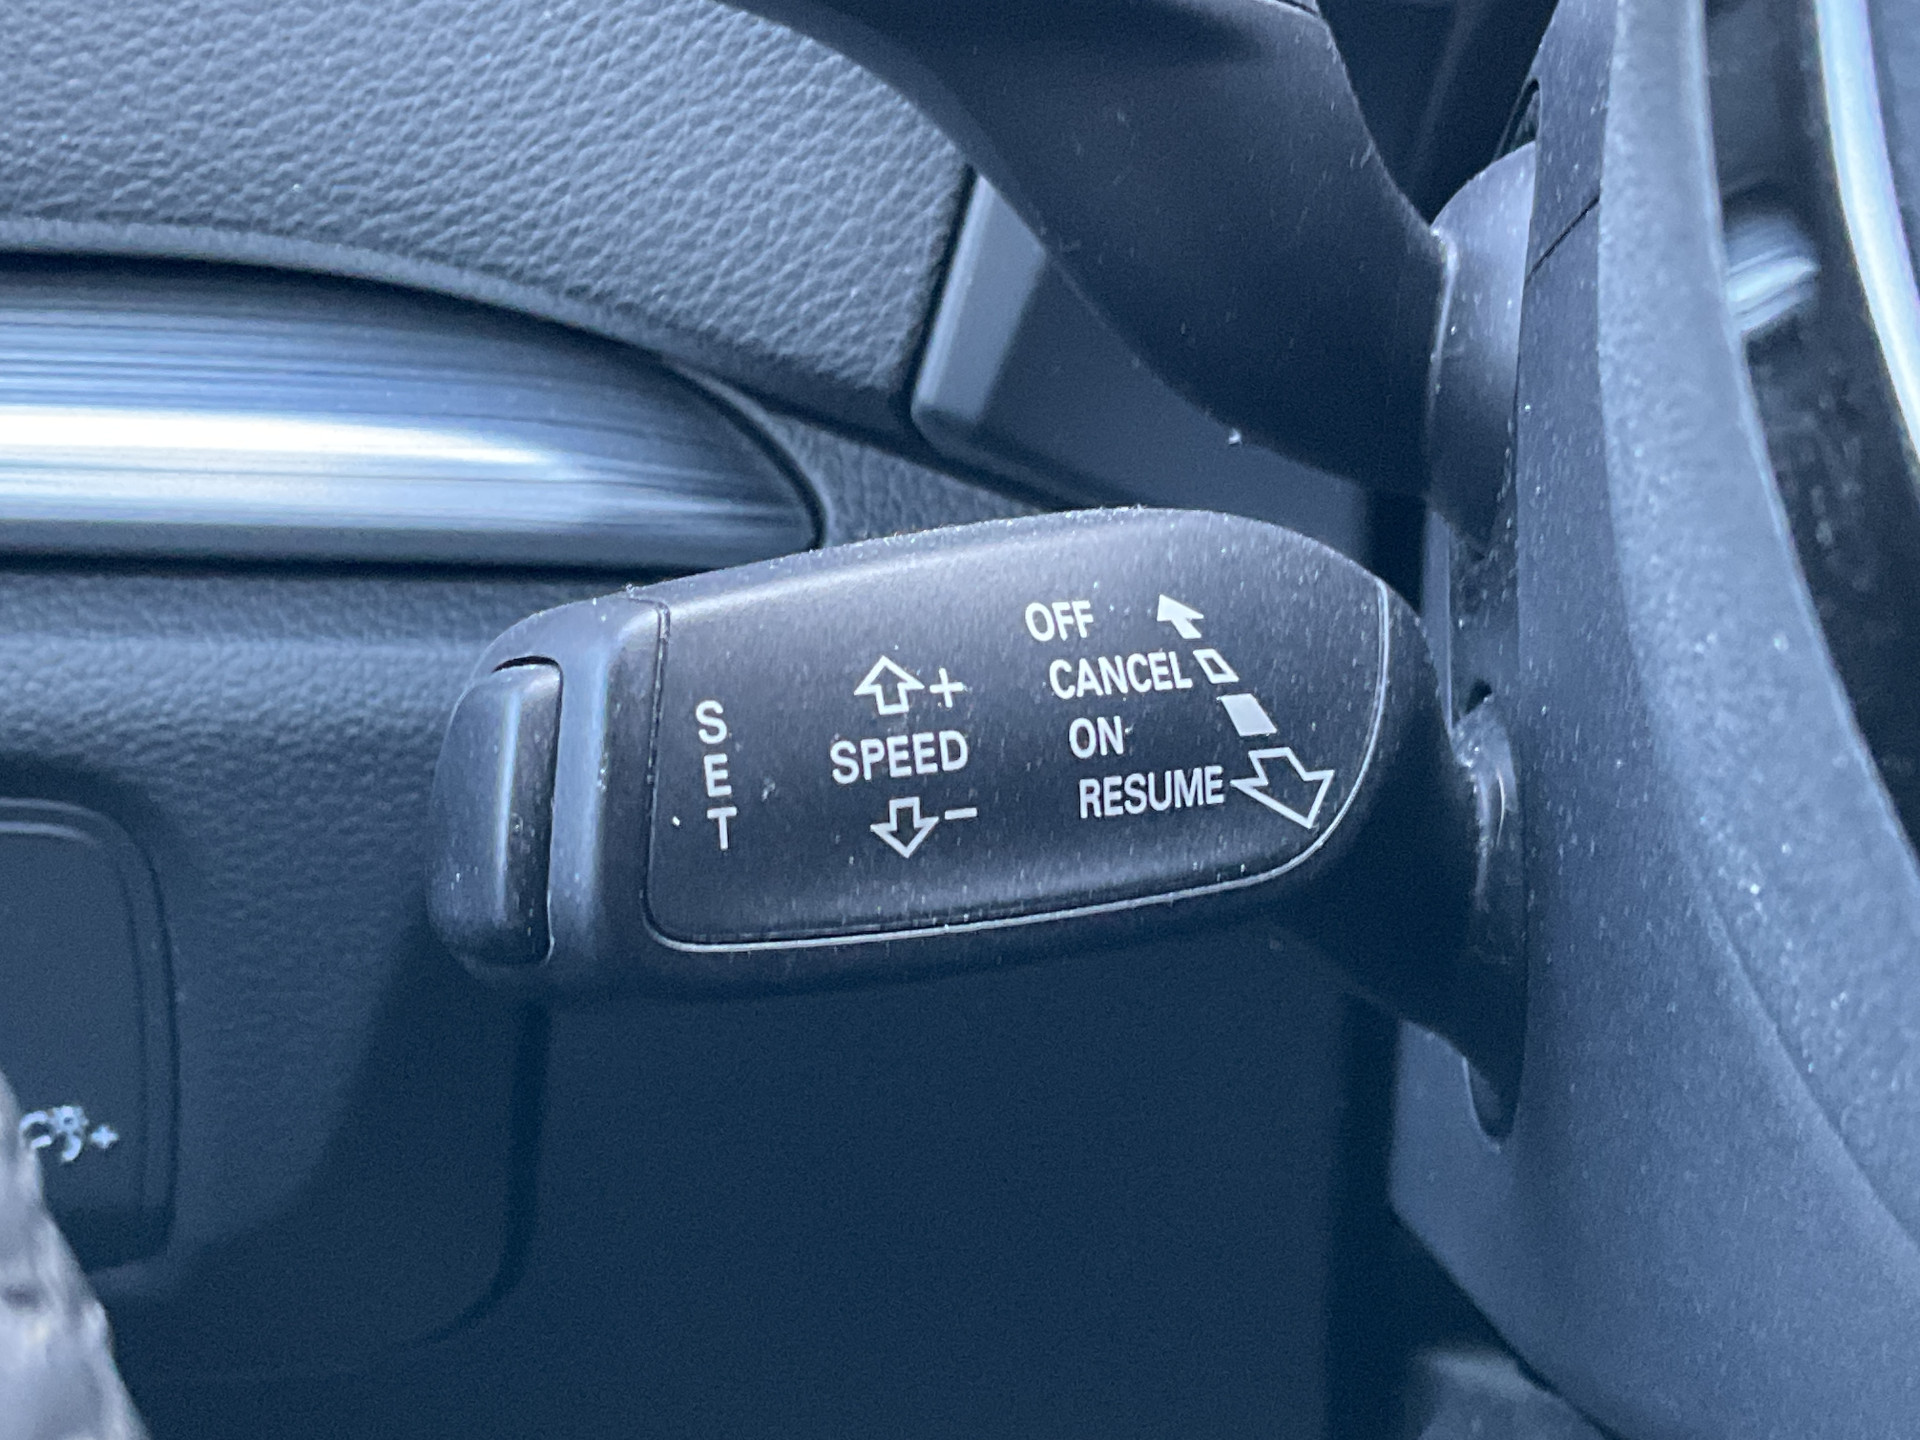 SET
+
SPEED
−
OFF
CANCEL
ON
RESUME